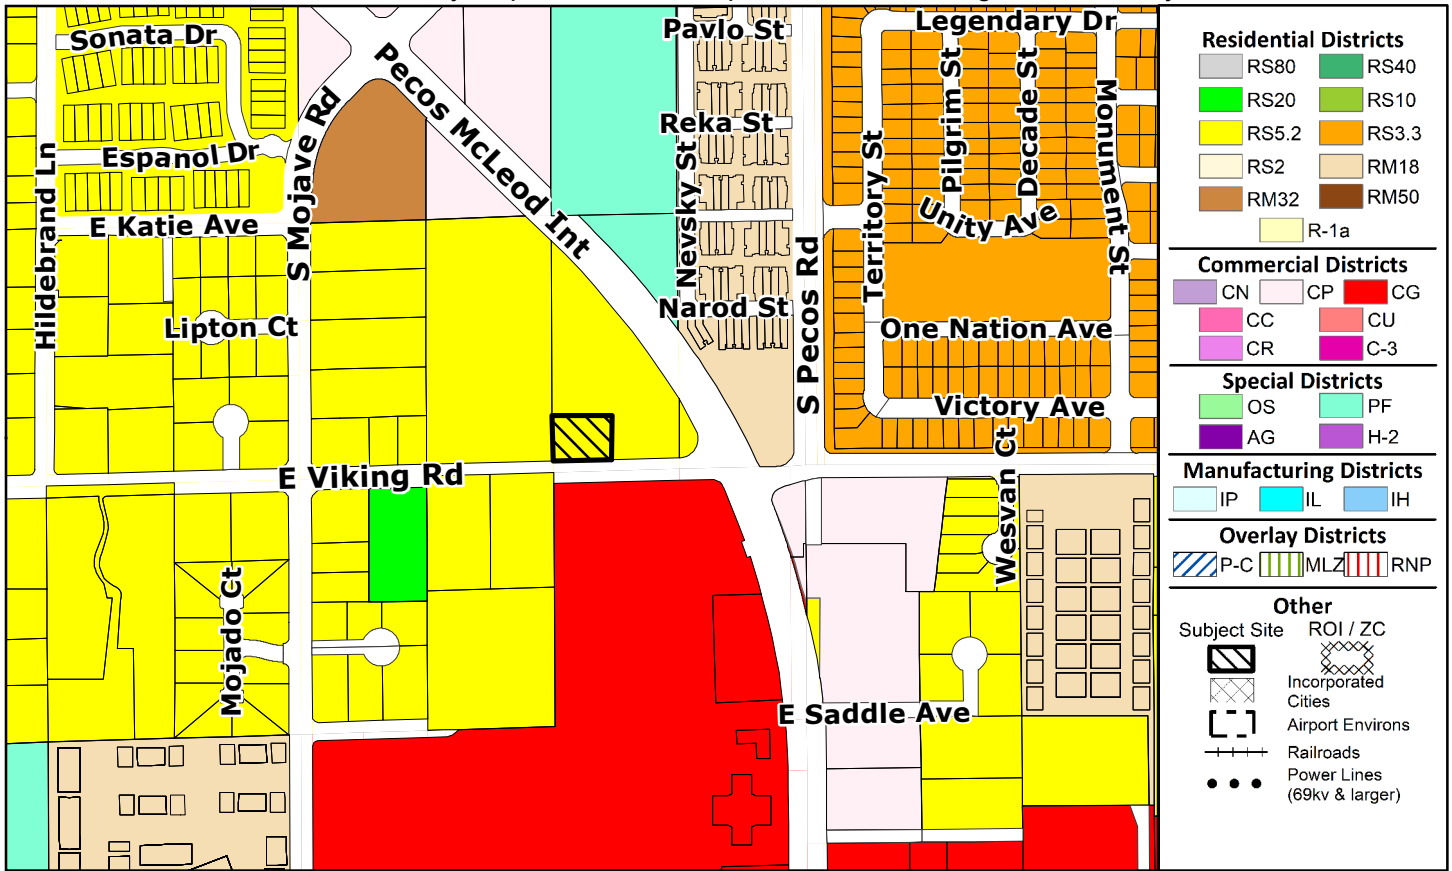 Sonata Dr
Espanol Dr
E Katie Ave
Hildebrand Ln
S Mojave Rd
Lipton Ct
Pecos McLeod Int
Pavlo St
Reka St
Nevsky St
Narod St
S Pecos Rd
Legendary Dr
Territory St
Pilgrim St
Decade St
Monument St
Unity Ave
One Nation Ave
Victory Ave
E Viking Rd
Wesvan Ct
Mojado Ct
E Saddle Ave
Residential Districts
RS80 RS40
RS20 RS10
RS5.2 RS3.3
RS2 RM18
RM32 RM50
R-1a
Commercial Districts
CN CP CG
CC CU
CR C-3
Special Districts
OS PF
AG H-2
Manufacturing Districts
IP IL IH
Overlay Districts
P-C MLZ RNP
Other
Subject Site ROI / ZC
Incorporated
Cities
Airport Environs
Railroads
Power Lines
(69kv & larger)